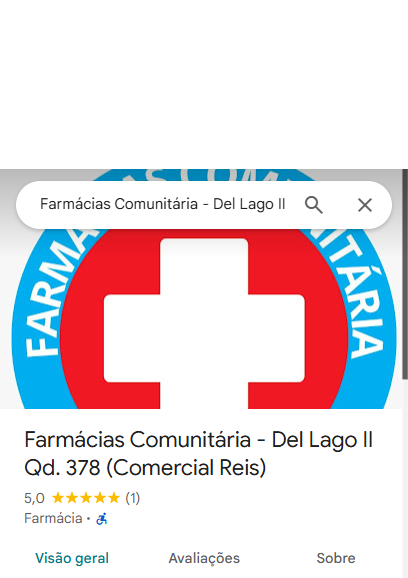 FARMÁCIAS COMUNITÁRIA
Farmácias Comunitária - Del Lago II
Farmácias Comunitária - Del Lago II
Qd. 378 (Comercial Reis)
5,0 ★★★★★ (1)
Farmácia ·
Visão geral Avaliações Sobre